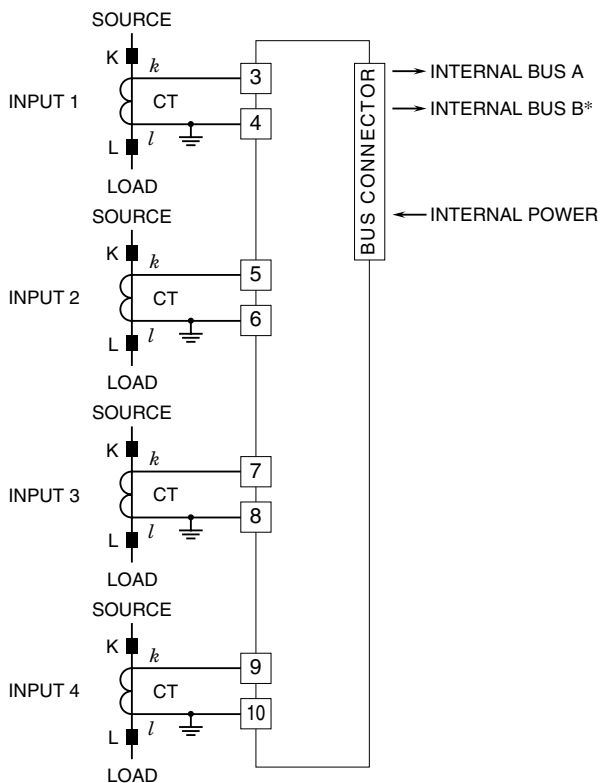 SOURCE
K
k
3
INPUT 1
CT
4
L
l
LOAD
SOURCE
K
k
5
INPUT 2
CT
6
L
l
LOAD
SOURCE
K
k
7
INPUT 3
CT
8
L
l
LOAD
SOURCE
K
k
9
INPUT 4
CT
10
L
l
LOAD
BUS CONNECTOR
INTERNAL BUS A
INTERNAL BUS B*
INTERNAL POWER